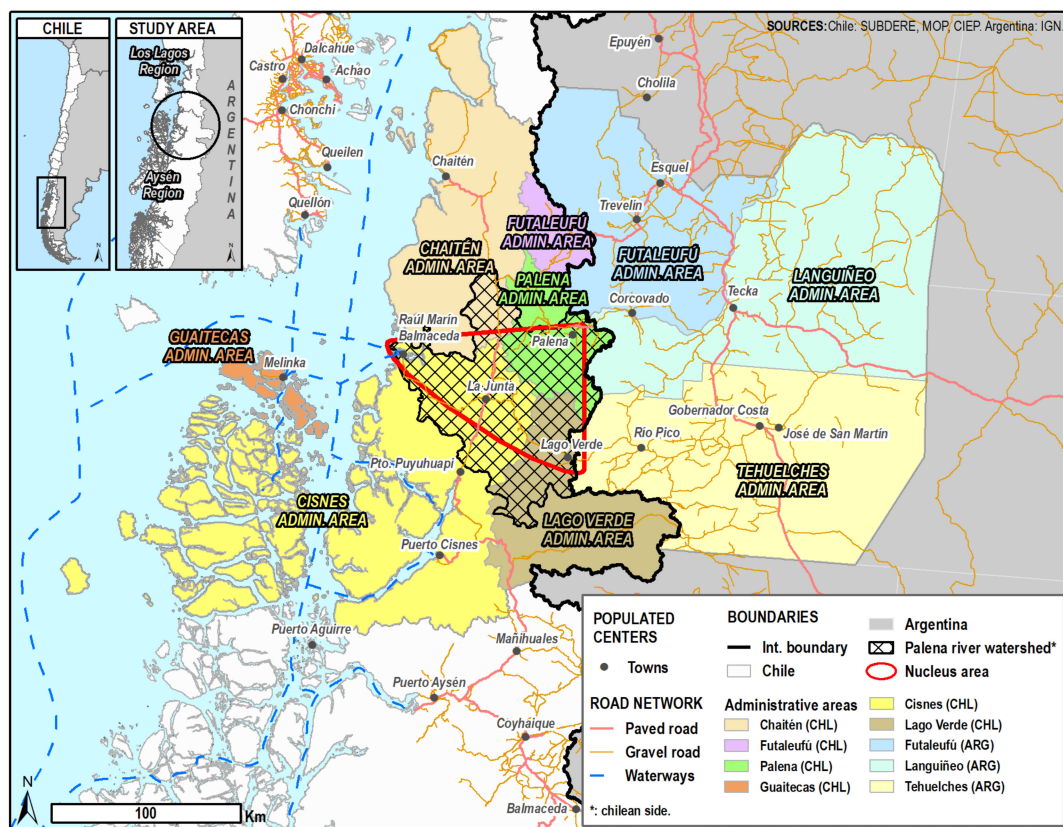 CHILE
STUDY AREA
Los Lagos
Region
Aysén
Region
ARGENTINA
N
N
SOURCES:Chile: SUBDERE, MOP, CIEP. Argentina: IGN.
Dalcahue
Castro
Achao
Chonchi
Queilen
Quellón
Chaitén
Epuyén
Cholila
Esquel
Trevelin
FUTALEUFÚ
ADMIN. AREA
CHAITÉN
ADMIN. AREA
FUTALEUFÚ
ADMIN. AREA
LANGUIÑEO
ADMIN. AREA
PALENA
ADMIN. AREA
Corcovado
Tecka
Raúl Marín
Balmaceda
Palena
GUAITECAS
ADMIN. AREA
Melinka
La Junta
Gobernador Costa
José de San Martín
Río Pico
Lago Verde
Pto. Puyuhuapi
TEHUELCHES
ADMIN. AREA
CISNES
ADMIN. AREA
LAGO VERDE
ADMIN. AREA
Puerto Cisnes
Puerto Aguirre
Mañihuales
Puerto Aysén
Coyhaique
Balmaceda
N
100
Km
POPULATED
CENTERS
Towns
ROAD NETWORK
Paved road
Gravel road
Waterways
BOUNDARIES
Int. boundary
Chile
Argentina
Palena river watershed*
Nucleus area
Administrative areas
Chaitén (CHL)
Futaleufú (CHL)
Palena (CHL)
Guaitecas (CHL)
Cisnes (CHL)
Lago Verde (CHL)
Futaleufú (ARG)
Languiñeo (ARG)
Tehuelches (ARG)
*: chilean side.